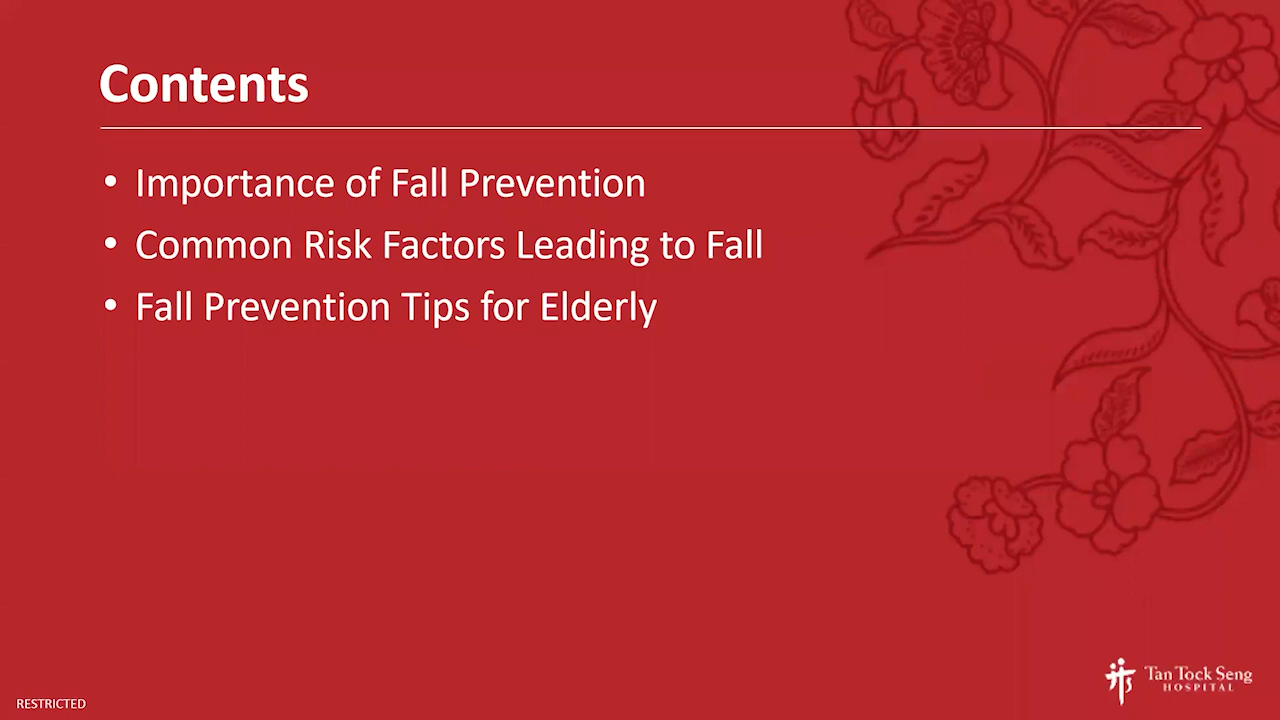 Contents
• Importance of Fall Prevention
• Common Risk Factors Leading to Fall
• Fall Prevention Tips for Elderly
Tan Tock Seng
HOSPITAL
RESTRICTED